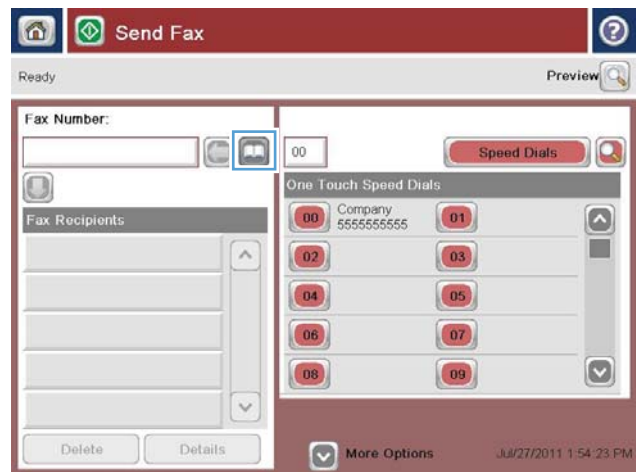 Send Fax
Ready
Preview
Fax Number:
00
Speed Dials
One Touch Speed Dials
Fax Recipients
00 Company 01
5555555555
02 03
04 05
06 07
08 09
Delete Details
More Options
Jul/27/2011 1:54:23 PM